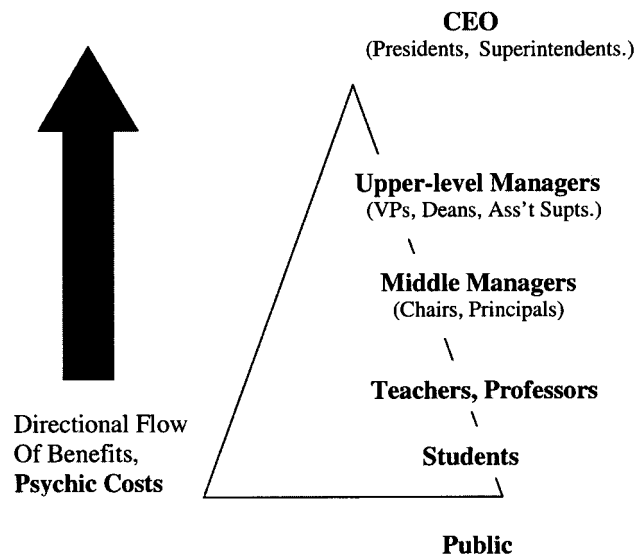 CEO
(Presidents, Superintendents.)
Upper-level Managers
(VPs, Deans, Ass't Supts.)
Middle Managers
(Chairs, Principals)
Teachers, Professors
Students
Public
Directional Flow
Of Benefits,
Psychic Costs